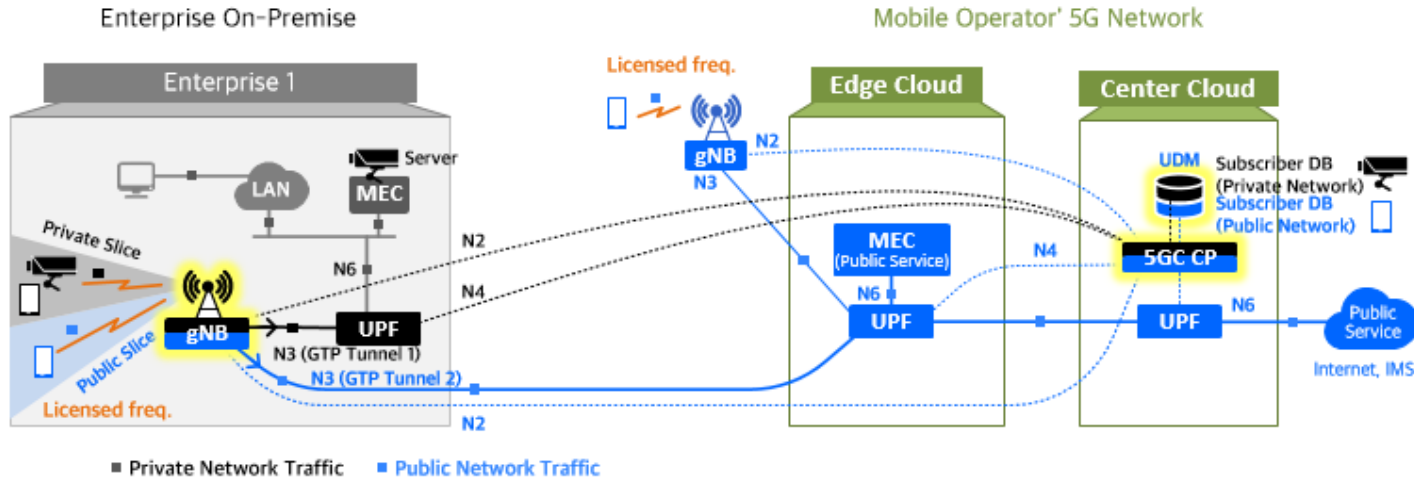 Enterprise On-Premise
Mobile Operator' 5G Network
Enterprise 1
Licensed freq.
Edge Cloud
Center Cloud
Server
LAN
MEC
gNB
N2
N3
UDM
Subscriber DB
(Private Network)
Subscriber DB
(Public Network)
Private Slice
N6
N2
N4
MEC
(Public Service)
N4
5GC CP
N6
gNB
UPF
UPF
UPF
N6
Public
Service
N3 (GTP Tunnel 1)
Public Slice
N3 (GTP Tunnel 2)
Internet, IMS
Licensed freq.
N2
Private Network Traffic
Public Network Traffic